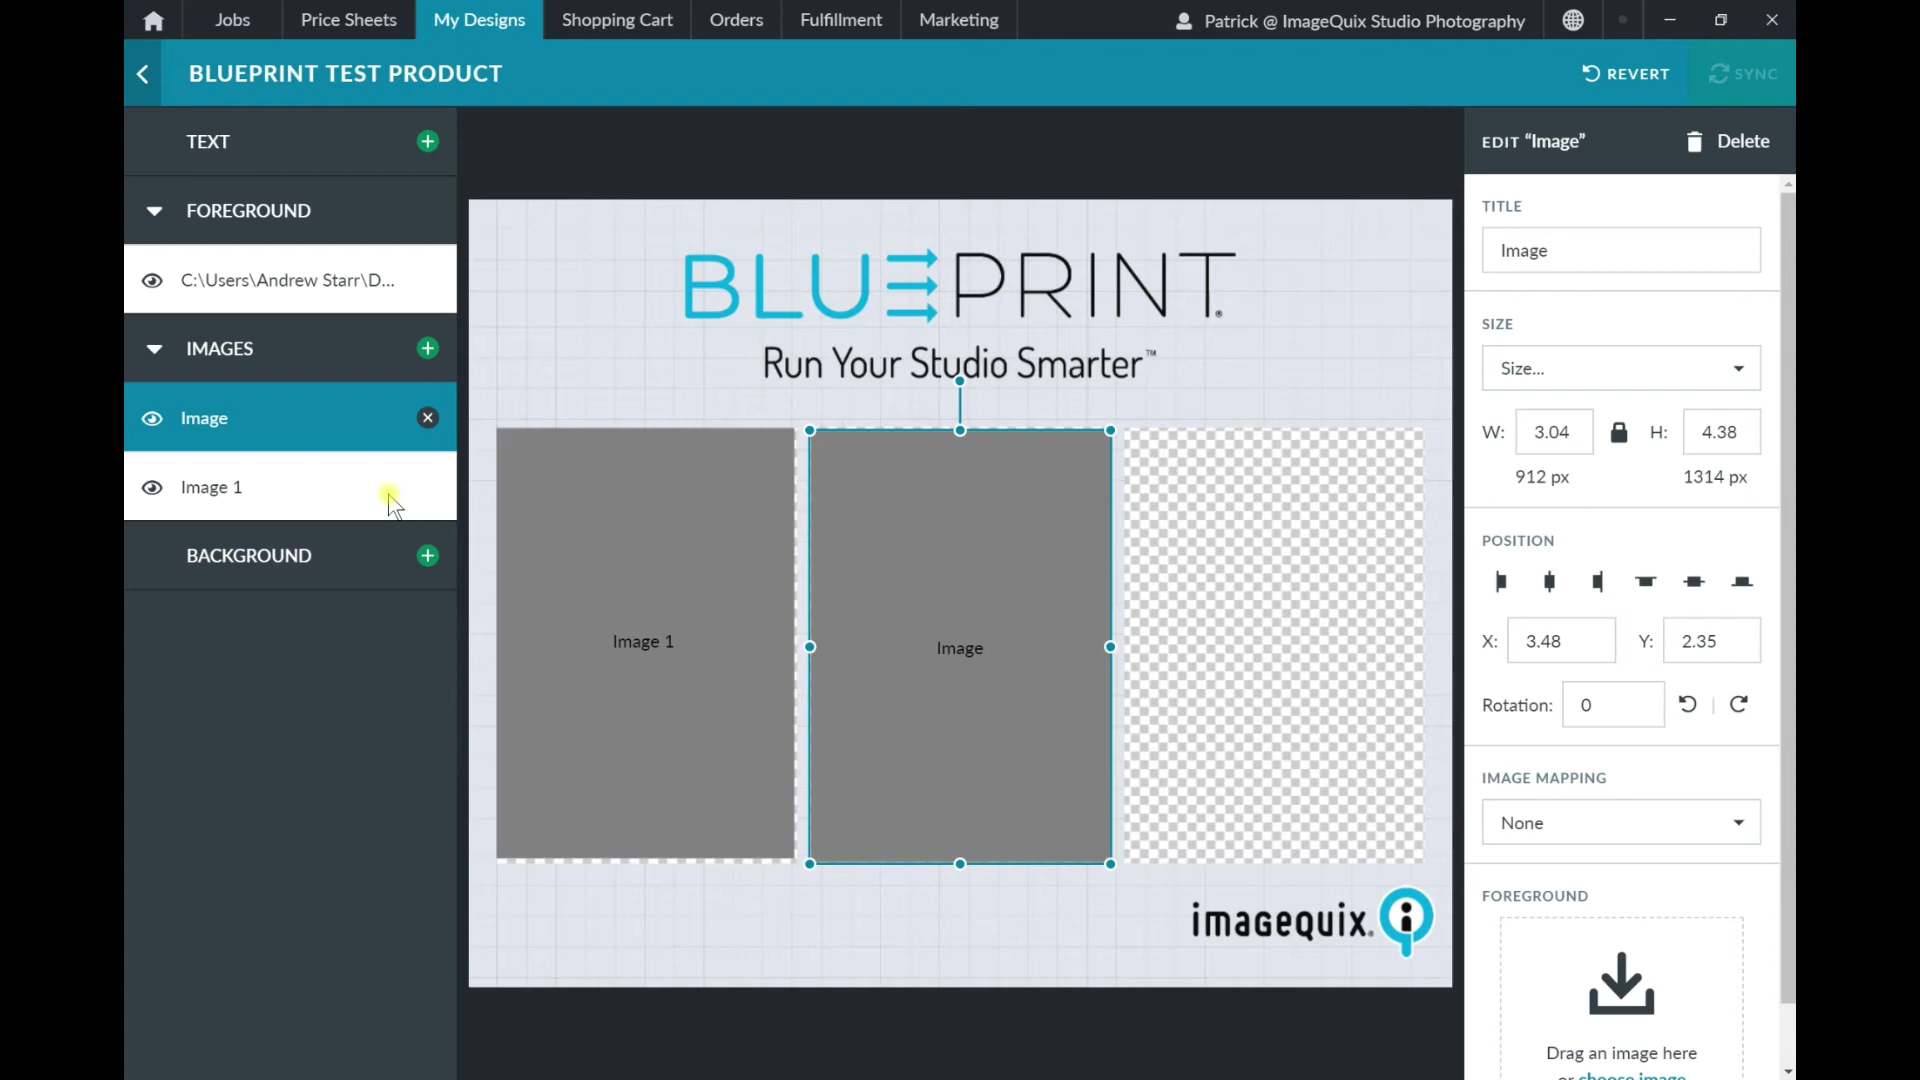 Jobs
Price Sheets
My Designs
Shopping Cart
Orders
Fulfillment
Marketing
Patrick @ ImageQuix Studio Photography
BLUEPRINT TEST PRODUCT
REVERT
SYNC
TEXT
FOREGROUND
C:\Users\Andrew Starr\D...
IMAGES
Image
Image 1
BACKGROUND
BLUEPRINT®
Run Your Studio Smarter™
Image 1
Image
imagequix®
EDIT “Image”
Delete
TITLE
Image
SIZE
Size...
W: 3.04 H: 4.38
912 px 1314 px
POSITION
X: 3.48 Y: 2.35
Rotation: 0
IMAGE MAPPING
None
FOREGROUND
Drag an image here
or choose image